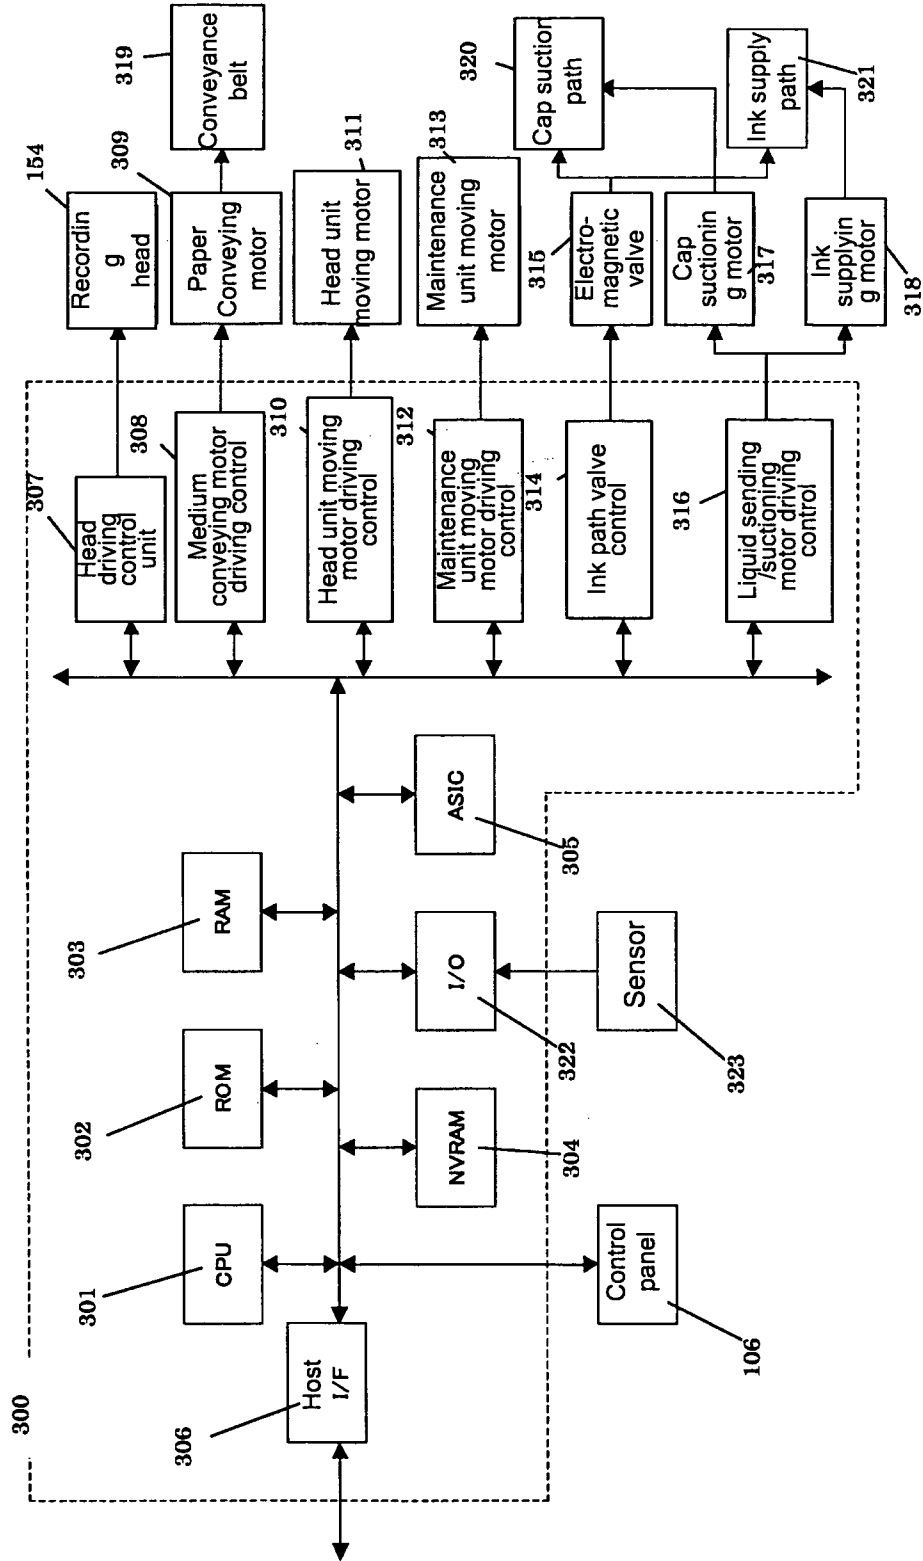 300
306
Host
I/F
301
CPU
302
ROM
303
RAM
NVRAM
304
I/O
322
ASIC
305
Control
panel
106
Sensor
323
307
Head
driving
control
unit
308
Medium
conveying motor
driving control
310
Head unit moving
motor driving
control
312
Maintenance
unit moving
motor driving
control
314
Ink path valve
control
316
Liquid sending
/suctioning
motor driving
control
154
Recordin
g
head
309
Paper
Conveying
motor
319
Conveyance
belt
311
Head unit
moving motor
313
Maintenance
unit moving
motor
315
Electro-
magnetic
valve
Cap
suctionin
g motor
317
Ink
supplyin
g motor
318
320
Cap suction
path
Ink supply
path
321